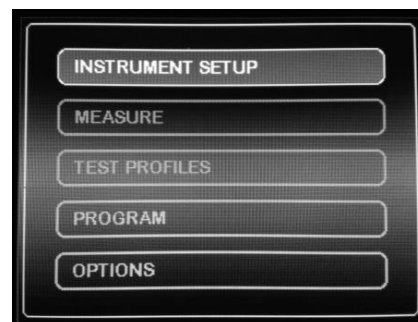 INSTRUMENT SETUP
MEASURE
TEST PROFILES
PROGRAM
OPTIONS